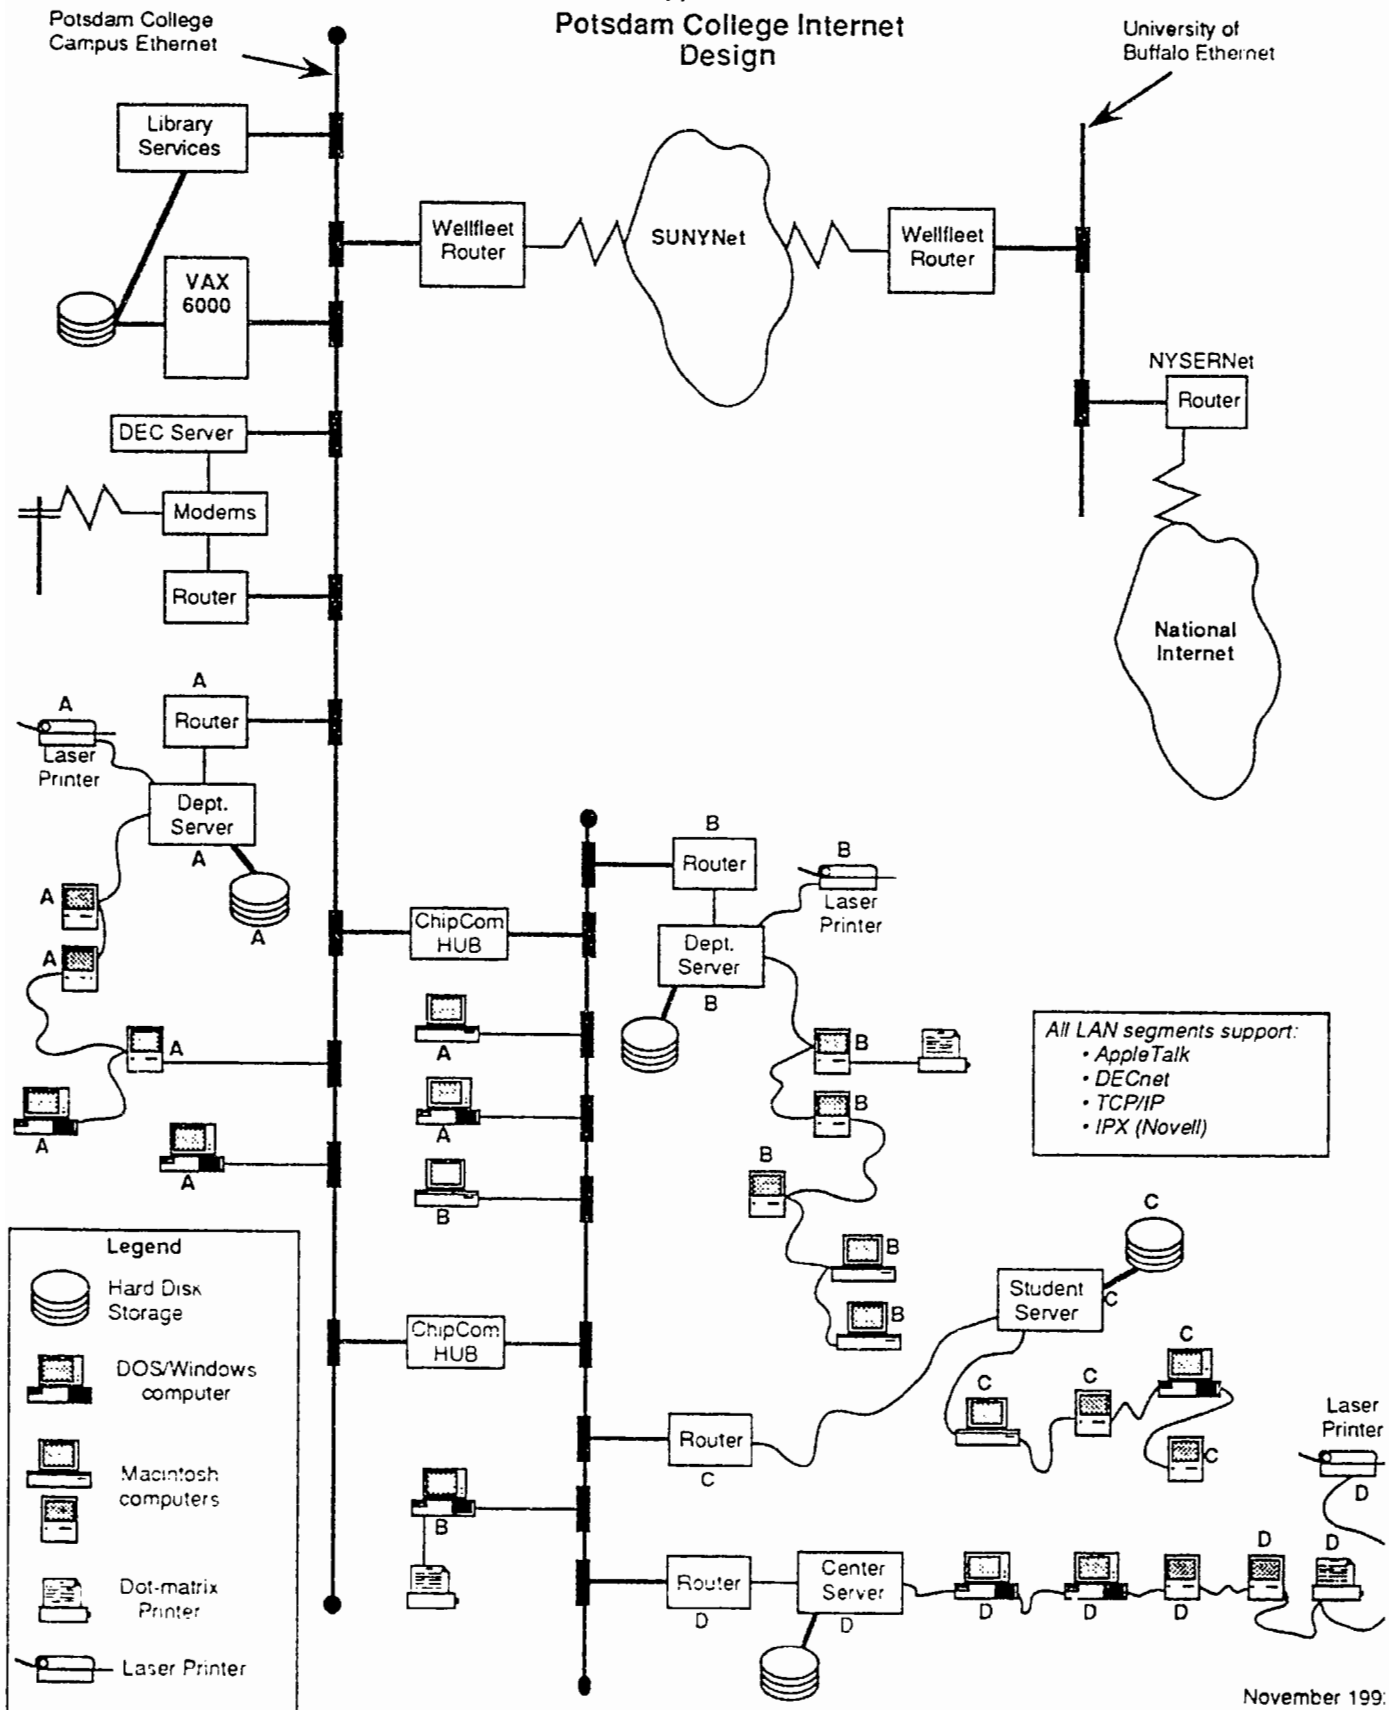 Potsdam College Internet
Design
Potsdam College
Campus Ethernet
University of
Buffalo Ethernet
Library
Services
Wellfleet
Router
SUNYNet
Wellfleet
Router
VAX
6000
NYSERNet
Router
DEC Server
Modems
Router
National
Internet
A
Router
A
Laser
Printer
Dept.
Server
A
A
A
A
A
A
A
ChipCom
HUB
A
A
B
B
Router
B
Laser
Printer
Dept.
Server
B
B
B
B
B
B
All LAN segments support:
• AppleTalk
• DECnet
• TCP/IP
• IPX (Novell)
C
Student
Server
C
ChipCom
HUB
C
C
C
C
Router
C
Laser
Printer
D
B
Router
D
Center
Server
D
D
D
D
D
D
Legend
Hard Disk
Storage
DOS/Windows
computer
Macintosh
computers
Dot-matrix
Printer
Laser Printer
November